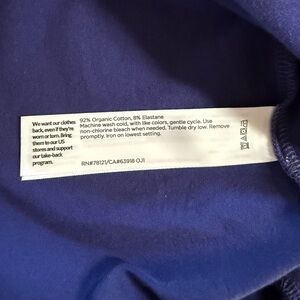 We want our clothes
back, even if they're
worn or torn. Bring
them to our US
stores and support
our take-back
program.
92% Organic Cotton, 8% Elastane
Machine wash cold, with like colors, gentle cycle. Use
non-chlorine bleach when needed. Tumble dry low. Remove
promptly. Iron on lowest setting.
RN#78121/CA#63918 OJI